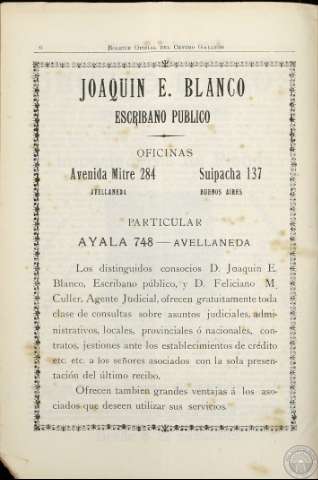 6 BOLETIN OFICIAL DEL CENTRO GALLEGO
JOAQUIN E. BLANCO
ESCRIBANO PUBLICO
OFICINAS
Avenida Mitre 284 Suipacha 137
AVELLANEDA BUENOS AIRES
PARTICULAR
AYALA 748 — AVELLANEDA
Los distinguidos consocios D. Joaquin E.
Blanco, Escribano público, y D. Feliciano M.
Culler, Agente Judicial, ofrecen gratuitamente toda
clase de consultas sobre asuntos judiciales, admi-
nistrativos, locales, provinciales ó nacionales, con-
tratos, jestiones ante los establecimientos de crédito
etc. etc. a los señores asociados con la sola presen-
tación del último recibo.
Ofrecen tambien grandes ventajas á los aso-
ciados que deseen utilizar sus servicios.